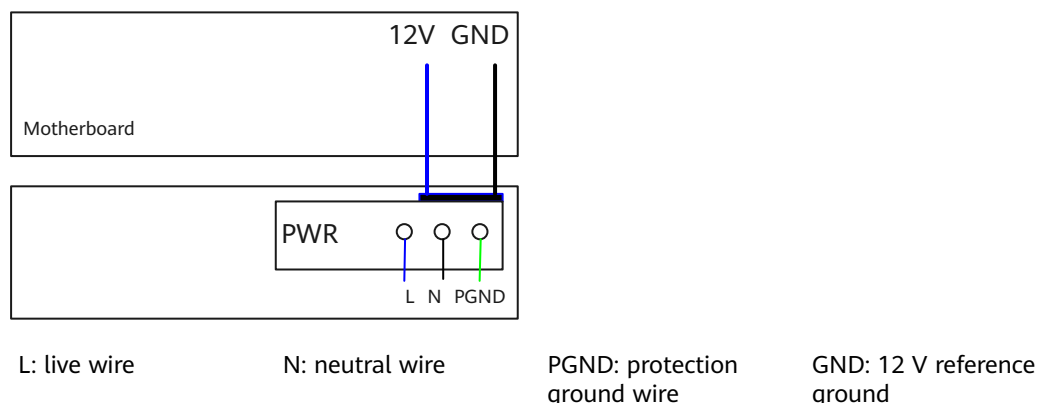 12V GND
Motherboard
PWR
L N PGND
L: live wire
N: neutral wire
PGND: protection
ground wire
GND: 12 V reference
ground